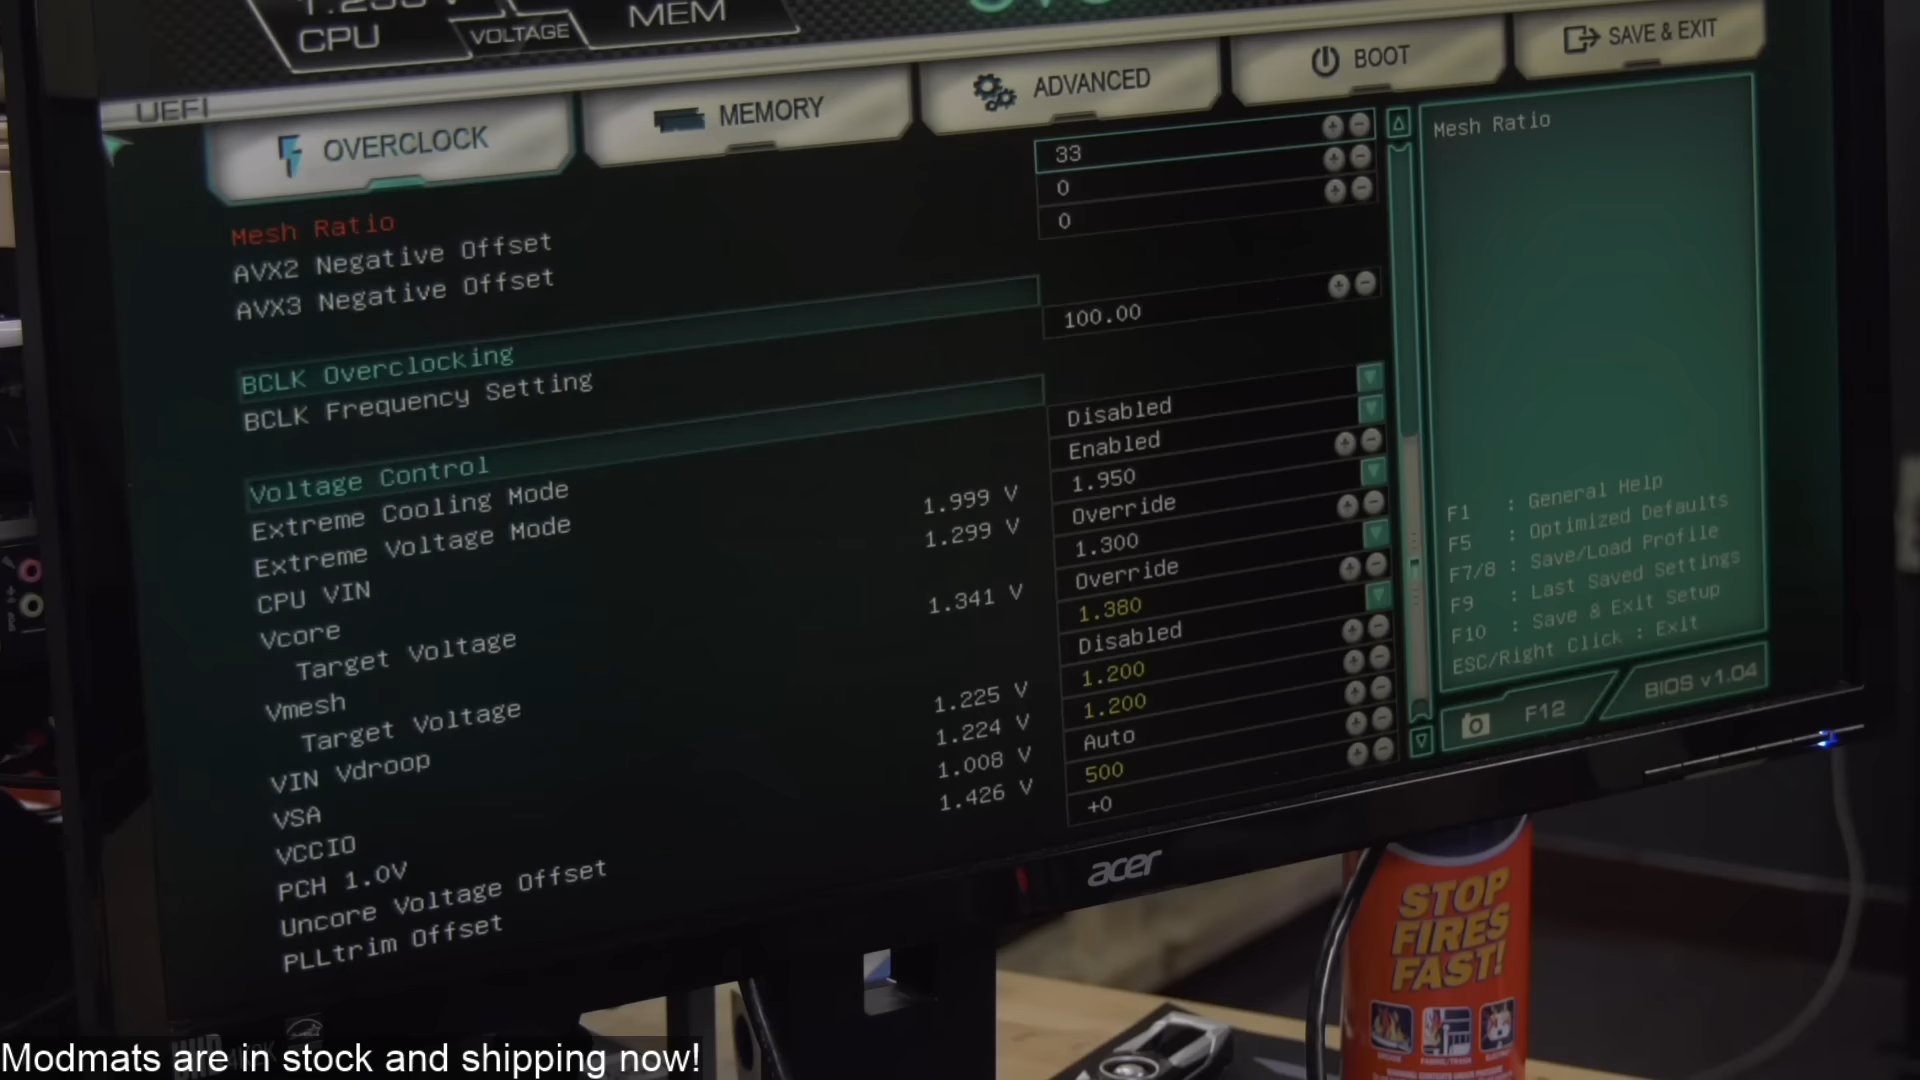 CPU
VOLTAGE
MEM
UEFI
OVERCLOCK
MEMORY
ADVANCED
BOOT
SAVE & EXIT
Mesh Ratio 33
AVX2 Negative Offset 0
AVX3 Negative Offset 0
BCLK Overclocking
BCLK Frequency Setting 100.00
Voltage Control
Extreme Cooling Mode Disabled
Extreme Voltage Mode Enabled
CPU VIN 1.999 V 1.950
Vcore 1.299 V Override
Target Voltage 1.300
Vmesh 1.341 V Override
Target Voltage 1.380
VIN Vdroop Disabled
VSA 1.225 V 1.200
VCCIO 1.224 V 1.200
PCH 1.0V 1.008 V Auto
Uncore Voltage Offset 1.426 V 500
PLLtrim Offset +0
Mesh Ratio
F1 : General Help
F5 : Optimized Defaults
F7/8 : Save/Load Profile
F9 : Last Saved Settings
F10 : Save & Exit Setup
ESC/Right Click : Exit
F12
BIOS v1.04
acer
STOP
FIRES
FAST!
Modmats are in stock and shipping now!